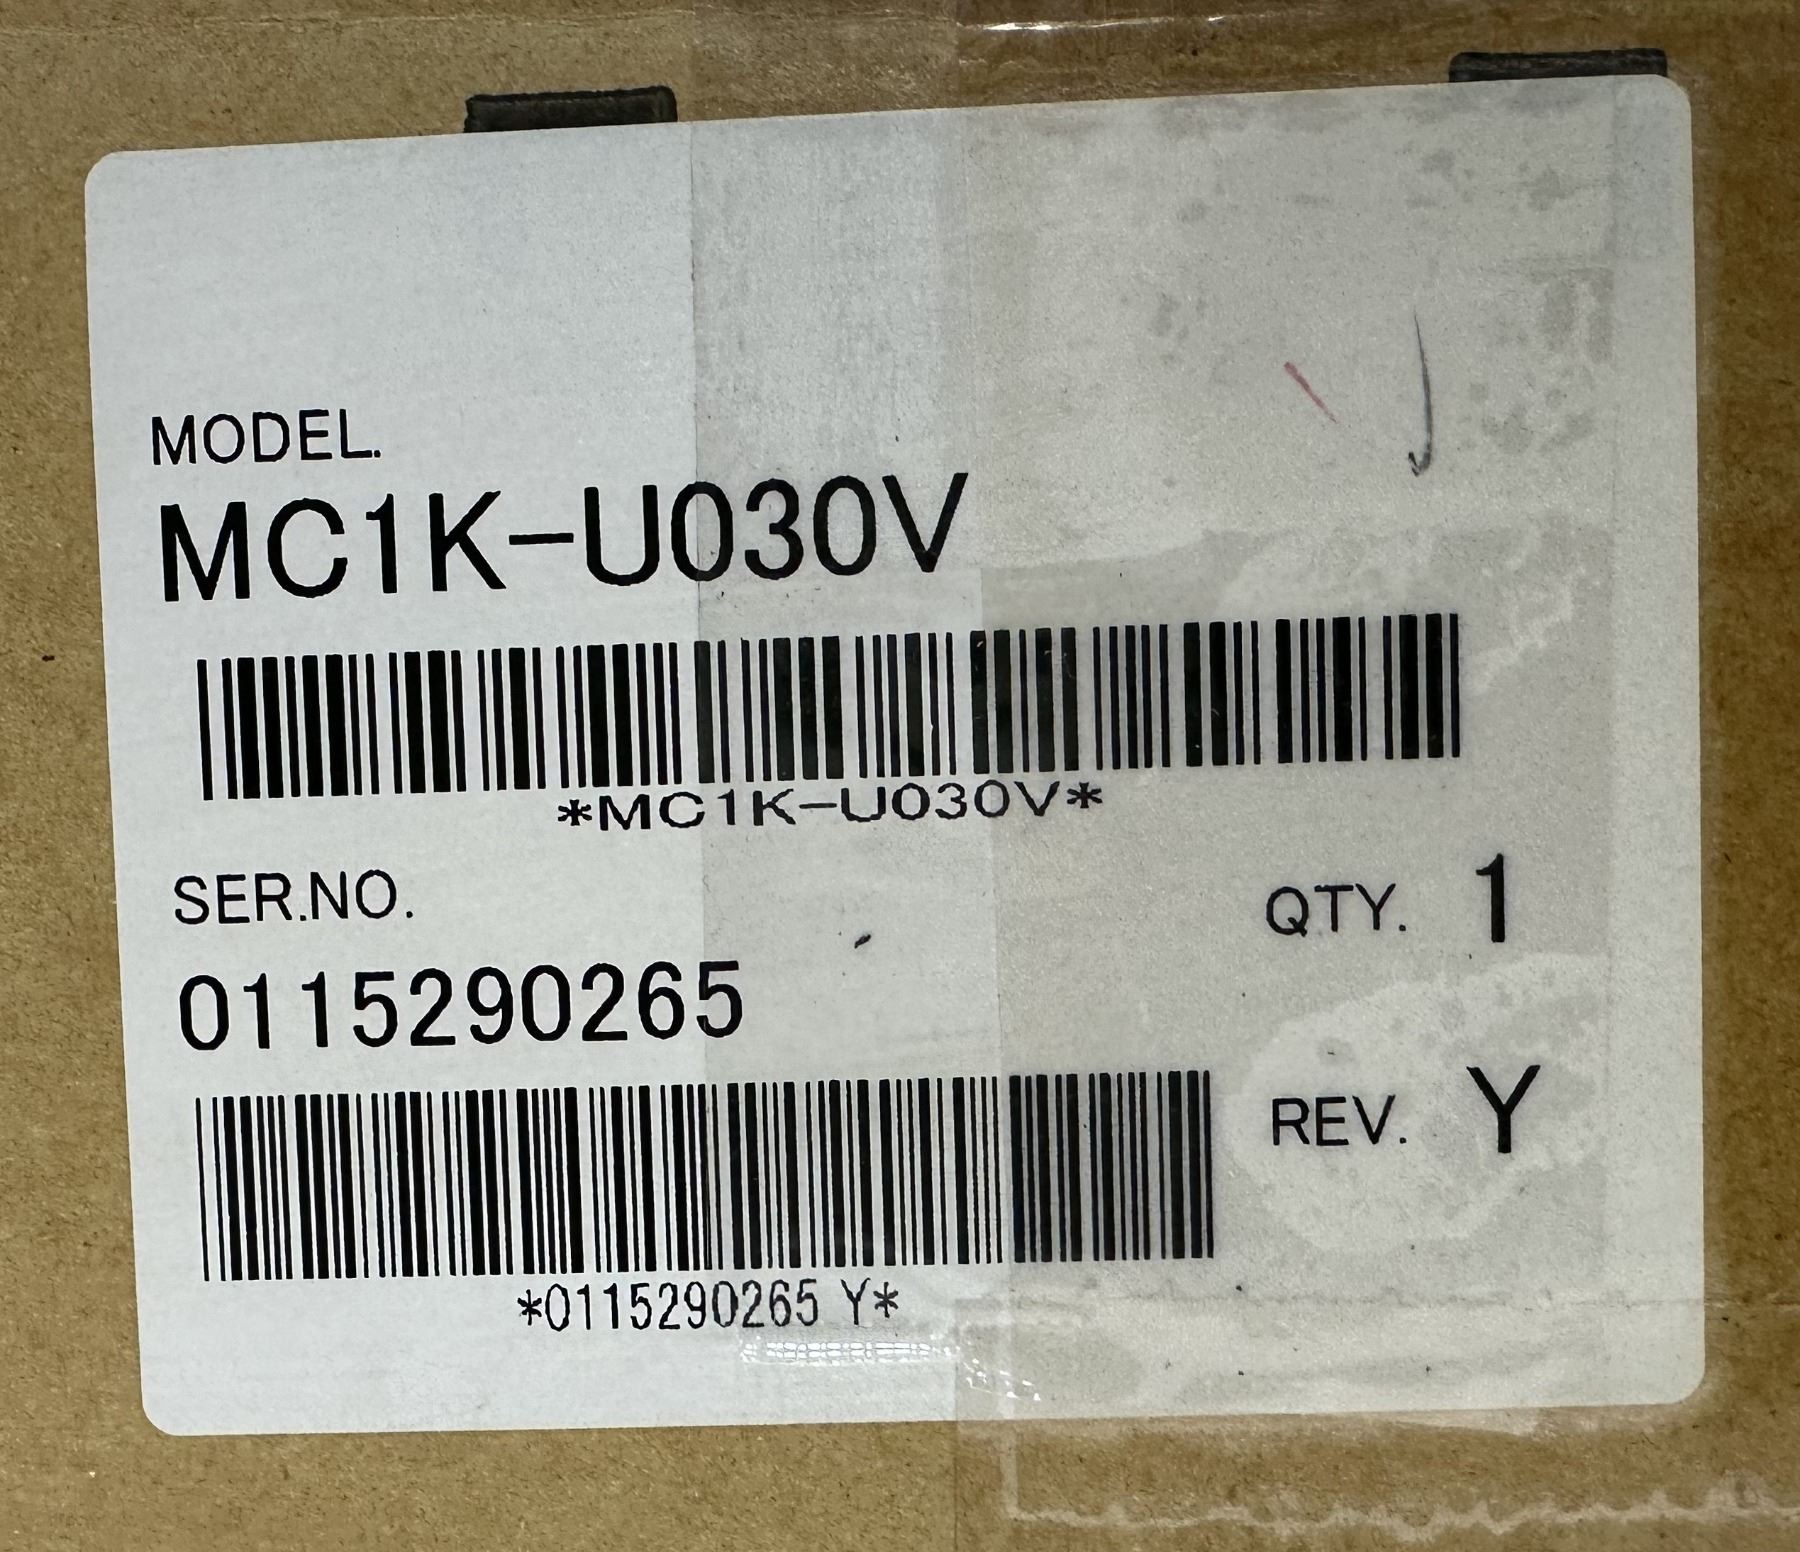 MODEL.
MC1K-U030V
*MC1K-U030V*
SER.NO.
QTY. 1
0115290265
REV. Y
*0115290265 Y*